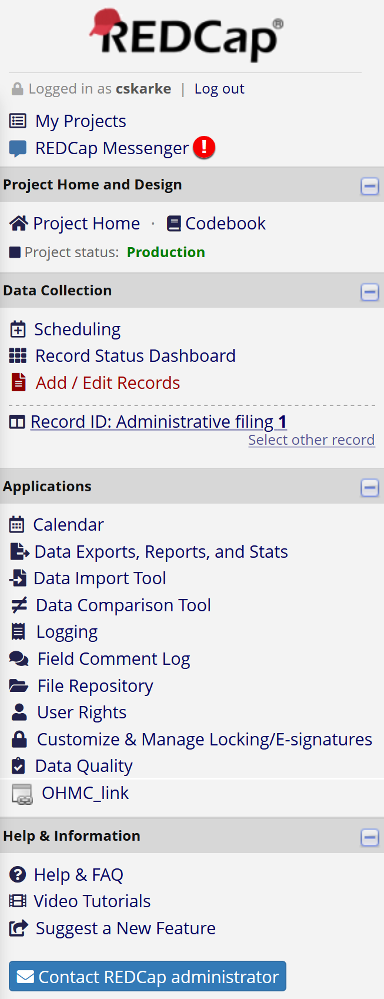 REDCap®
Logged in as cskarke | Log out
My Projects
REDCap Messenger !
Project Home and Design
Project Home · Codebook
Project status: Production
Data Collection
Scheduling
Record Status Dashboard
Add / Edit Records
Record ID: Administrative filing 1
Select other record
Applications
Calendar
Data Exports, Reports, and Stats
Data Import Tool
Data Comparison Tool
Logging
Field Comment Log
File Repository
User Rights
Customize & Manage Locking/E-signatures
Data Quality
OHMC_link
Help & Information
Help & FAQ
Video Tutorials
Suggest a New Feature
Contact REDCap administrator